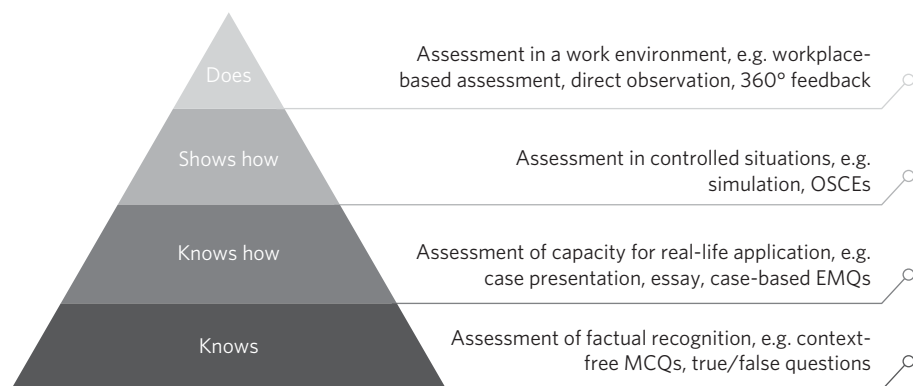 Does
Assessment in a work environment, e.g. workplace-
based assessment, direct observation, 360° feedback
Shows how
Assessment in controlled situations, e.g.
simulation, OSCEs
Knows how
Assessment of capacity for real-life application, e.g.
case presentation, essay, case-based EMQs
Knows
Assessment of factual recognition, e.g. context-
free MCQs, true/false questions